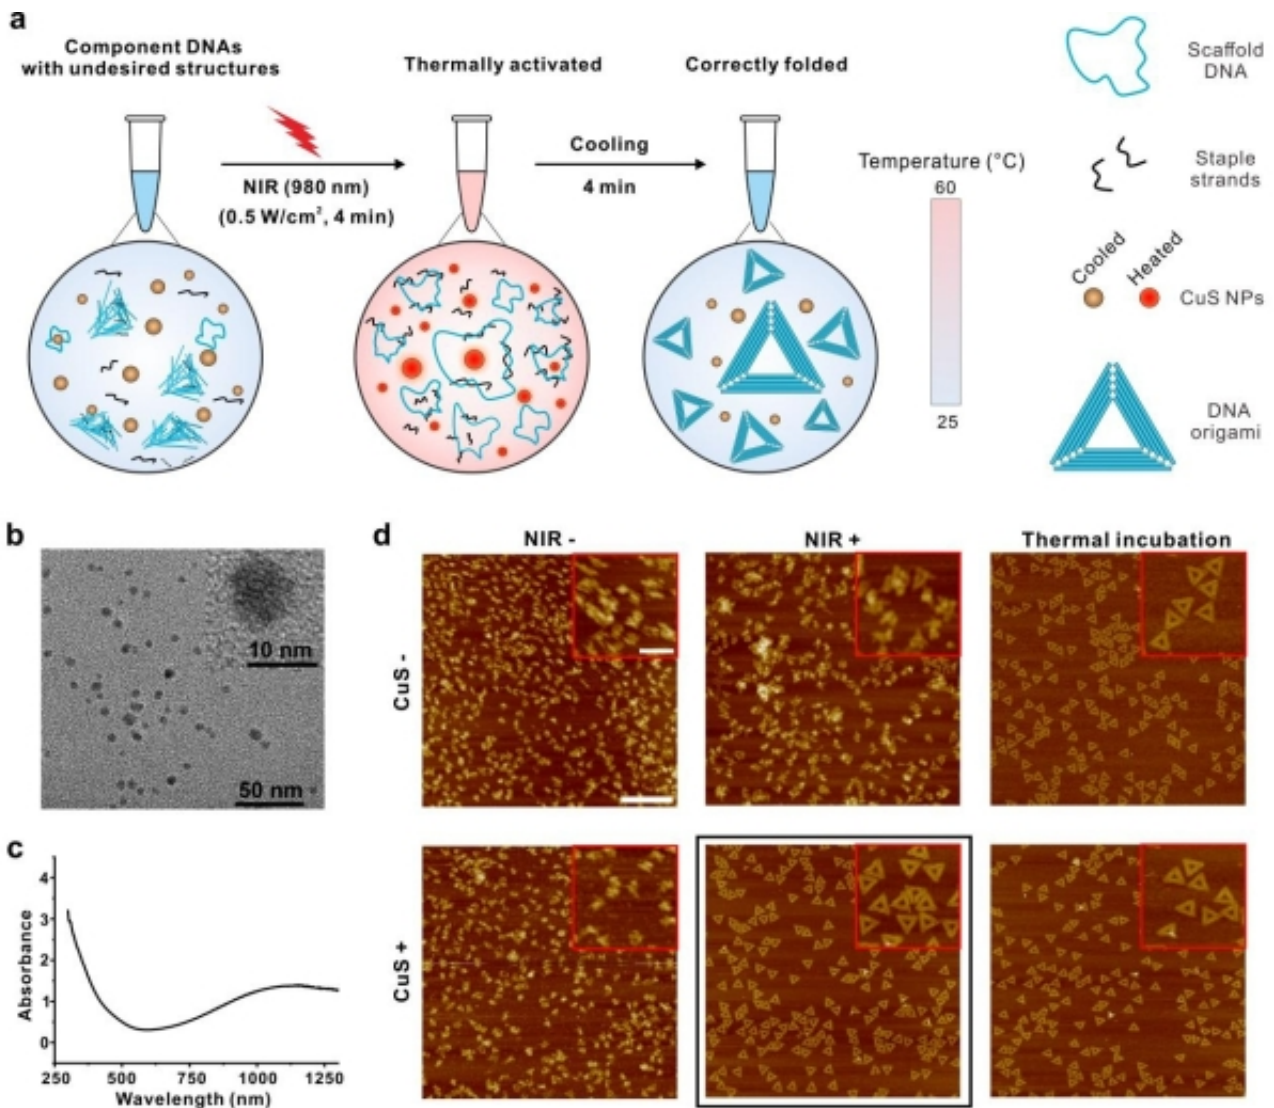 a
Component DNAs
with undesired structures
Thermally activated
Correctly folded
Scaffold
DNA
NIR (980 nm)
(0.5 W/cm², 4 min)
Cooling
4 min
Temperature (°C)
60
25
Staple
strands
Cooled
Heated
CuS NPs
DNA
origami
b
10 nm
50 nm
c
Absorbance
4
3
2
1
0
250
500
750
1000
1250
Wavelength (nm)
d
NIR -
NIR +
Thermal incubation
CuS -
CuS +